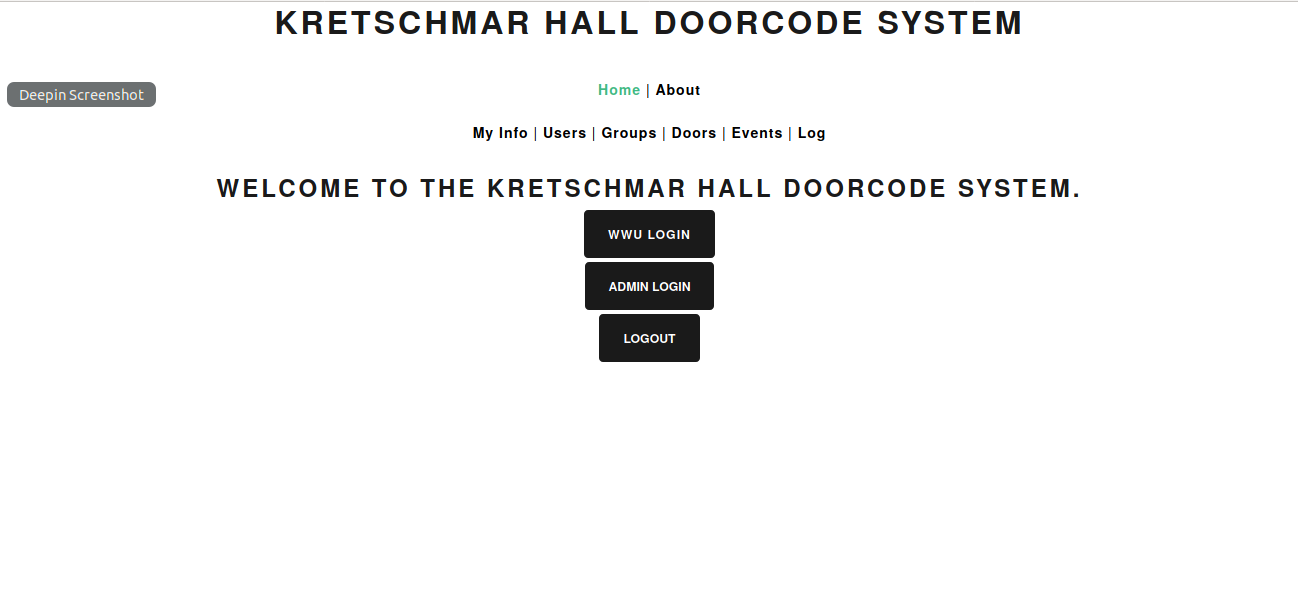 KRETSCHMAR HALL DOORCODE SYSTEM
Deepin Screenshot
Home | About
My Info | Users | Groups | Doors | Events | Log
WELCOME TO THE KRETSCHMAR HALL DOORCODE SYSTEM.
WWU LOGIN
ADMIN LOGIN
LOGOUT